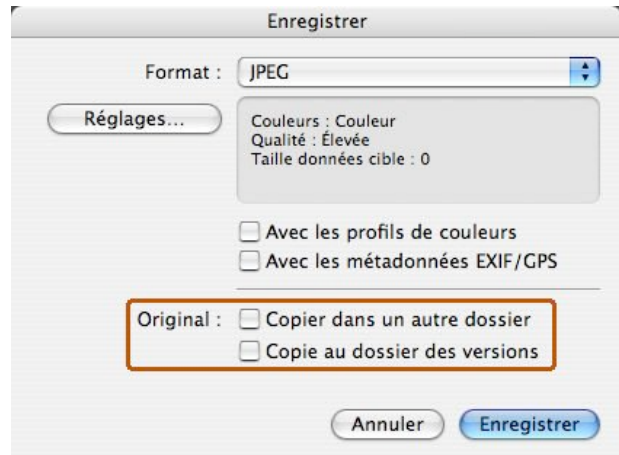 Enregistrer
Format : JPEG
Réglages...
Couleurs : Couleur
Qualité : Élevée
Taille données cible : 0
Avec les profils de couleurs
Avec les métadonnées EXIF/GPS
Original : Copier dans un autre dossier
Copie au dossier des versions
Annuler Enregistrer